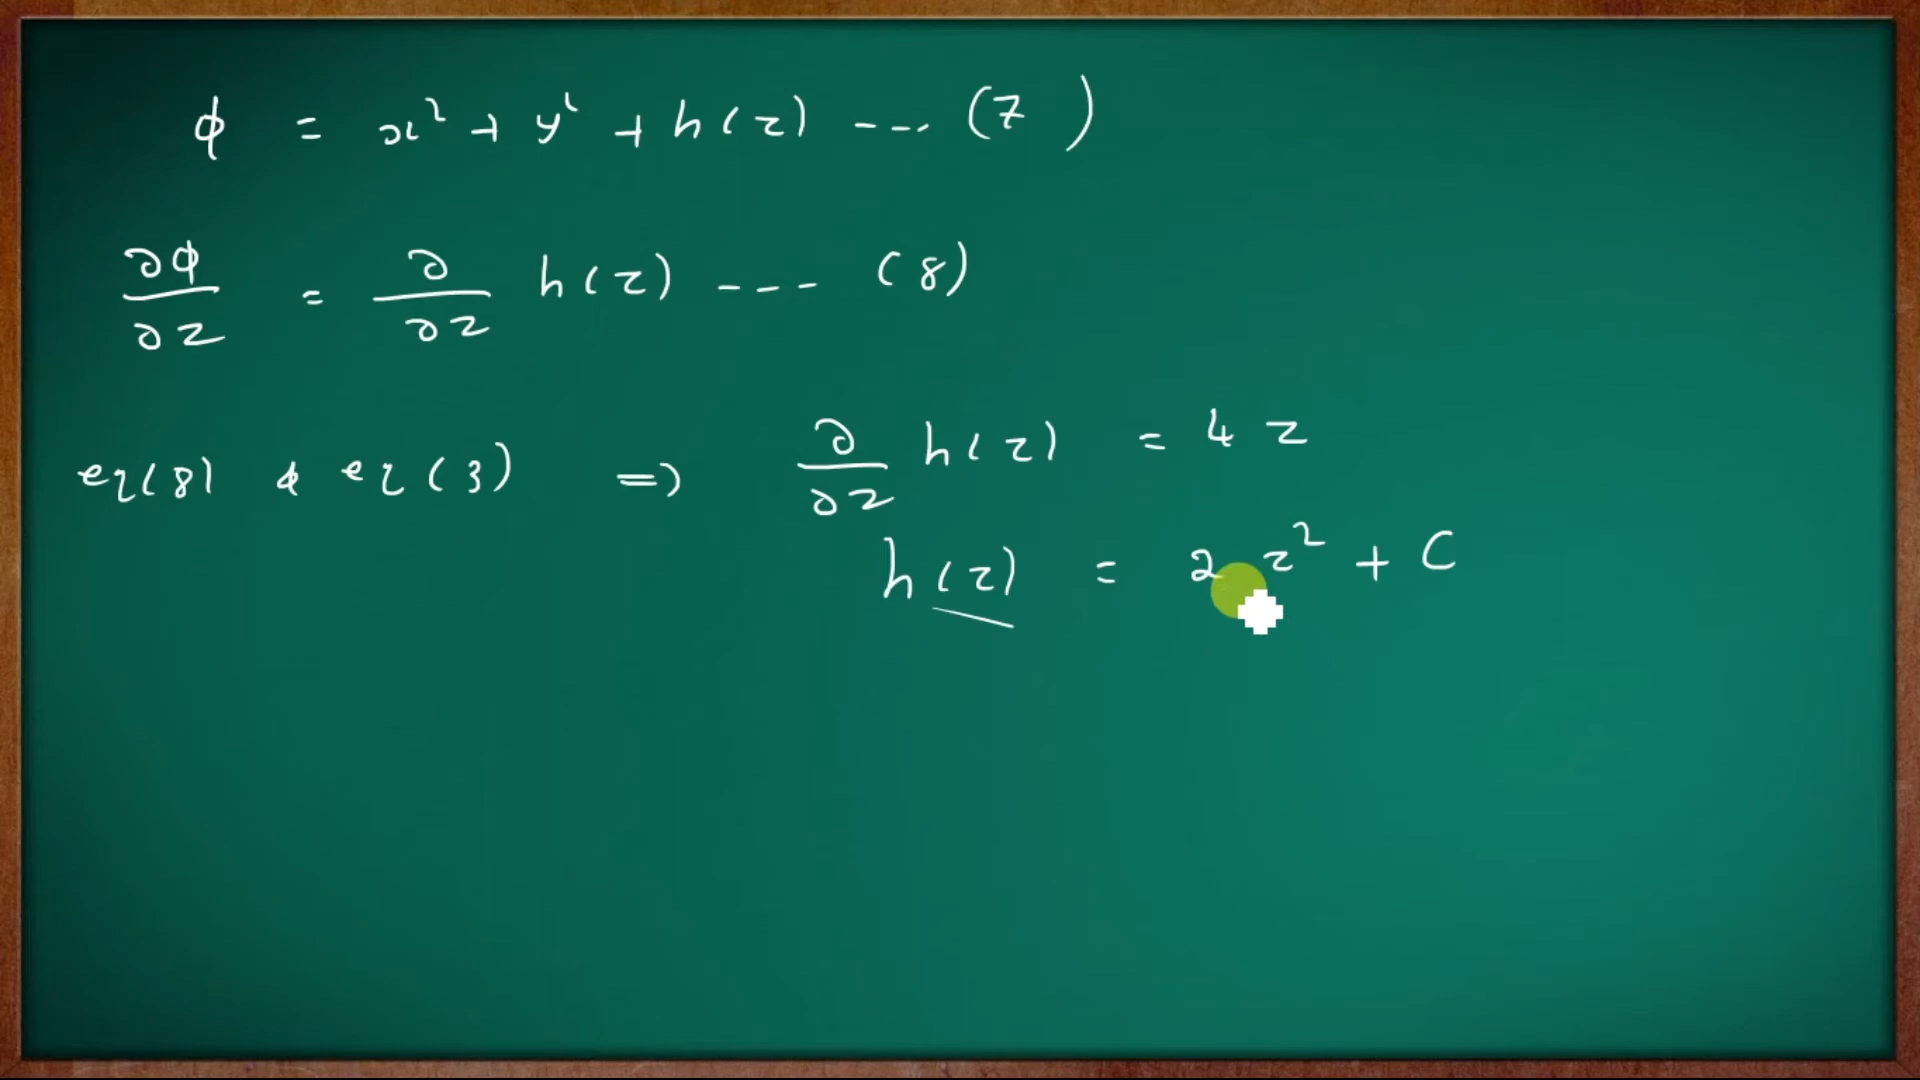 ϕ = x² + y² + h(z) --- (7)
∂ϕ/∂z = ∂/∂z h(z) --- (8)
eq(8) & eq(3) => ∂/∂z h(z) = 4z
h(z) = 2z² + C